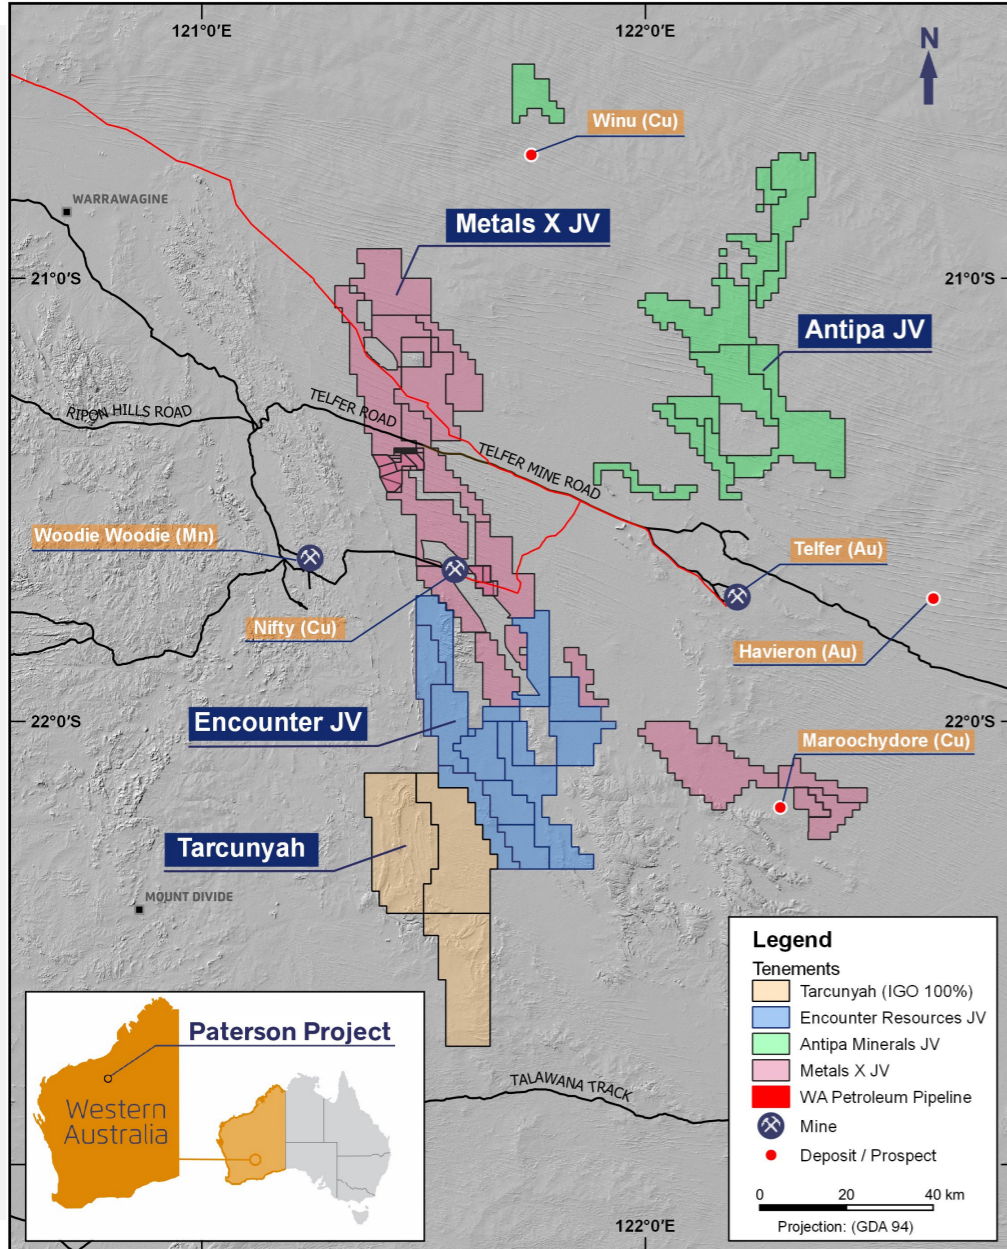 121°0'E
122°0'E
N
Winu (Cu)
WARRAWAGINE
Metals X JV
21°0'S
21°0'S
Antipa JV
RIPON HILLS ROAD
TELFER ROAD
TELFER MINE ROAD
Woodie Woodie (Mn)
Telfer (Au)
Nifty (Cu)
Havieron (Au)
Encounter JV
22°0'S
22°0'S
Maroochydore (Cu)
Tarcunyah
MOUNT DIVIDE
Legend
Tenements
Tarcunyah (IGO 100%)
Encounter Resources JV
Antipa Minerals JV
Metals X JV
WA Petroleum Pipeline
Mine
Deposit / Prospect
0 20 40 km
Projection: (GDA 94)
Paterson Project
Western
Australia
TALAWANA TRACK
122°0'E